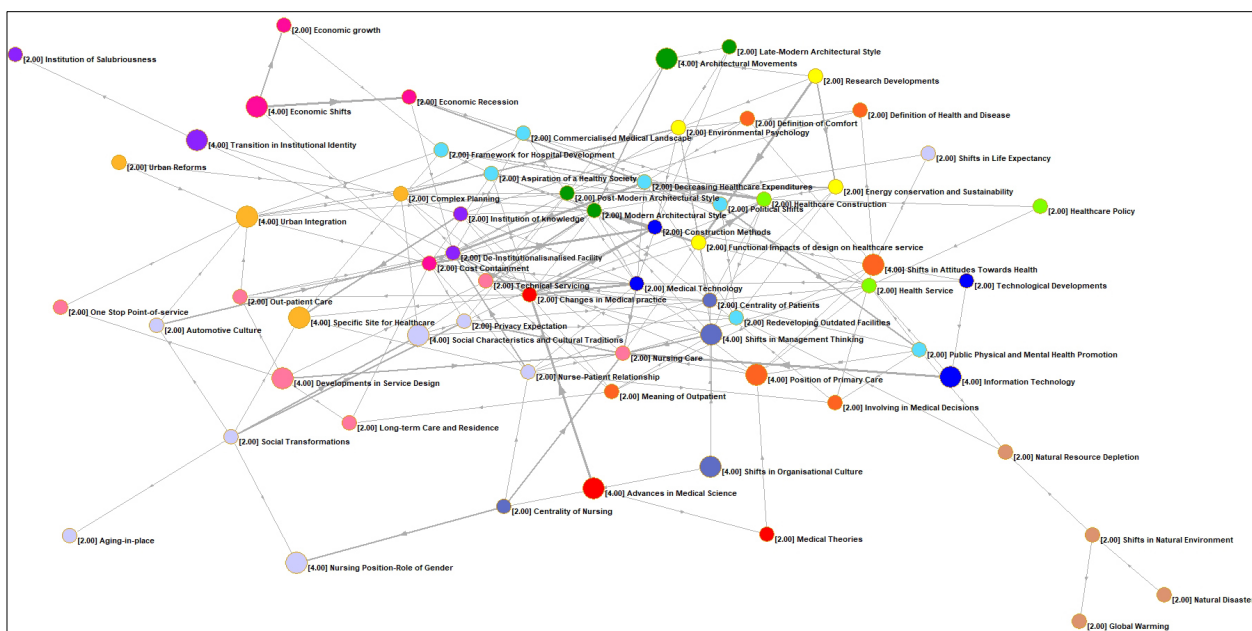 [2.00] Economic growth
[2.00] Late-Modern Architectural Style
[2.00] Institution of Salubriousness
[4.00] Architectural Movements
[2.00] Research Developments
[2.00] Economic Recession
[4.00] Economic Shifts
[2.00] Definition of Health and Disease
[2.00] Definition of Comfort
[2.00] Environmental Psychology
[2.00] Commercialised Medical Landscape
[4.00] Transition in Institutional Identity
[2.00] Framework for Hospital Development
[2.00] Shifts in Life Expectancy
[2.00] Urban Reforms
[2.00] Aspiration of a Healthy Society
[2.00] Decreasing Healthcare Expenditures
[2.00] Energy conservation and Sustainability
[2.00] Complex Planning
[2.00] Post-Modern Architectural Style
[2.00] Healthcare Construction
[2.00] Political Shifts
[2.00] Healthcare Policy
[4.00] Urban Integration
[2.00] Institution of knowledge
[2.00] Modern Architectural Style
[2.00] Construction Methods
[2.00] Functional Impacts of design on healthcare service
[2.00] De-Institutionalisnalised Facility
[2.00] Cost Containment
[4.00] Shifts in Attitudes Towards Health
[2.00] Technical Servicing
[2.00] Medical Technology
[2.00] Health Service
[2.00] Technological Developments
[2.00] Out-patient Care
[2.00] Changes in Medical practice
[2.00] Centrality of Patients
[2.00] One Stop Point-of-service
[4.00] Specific Site for Healthcare
[2.00] Privacy Expectation
[2.00] Redeveloping Outdated Facilities
[2.00] Automotive Culture
[4.00] Social Characteristics and Cultural Traditions
[4.00] Shifts in Management Thinking
[2.00] Nursing Care
[2.00] Public Physical and Mental Health Promotion
[2.00] Nurse-Patient Relationship
[4.00] Developments in Service Design
[4.00] Position of Primary Care
[4.00] Information Technology
[2.00] Meaning of Outpatient
[2.00] Involving in Medical Decisions
[2.00] Long-term Care and Residence
[2.00] Social Transformations
[2.00] Natural Resource Depletion
[4.00] Shifts in Organisational Culture
[4.00] Advances in Medical Science
[2.00] Centrality of Nursing
[2.00] Medical Theories
[2.00] Aging-in-place
[2.00] Shifts in Natural Environment
[4.00] Nursing Position-Role of Gender
[2.00] Natural Disaster
[2.00] Global Warming